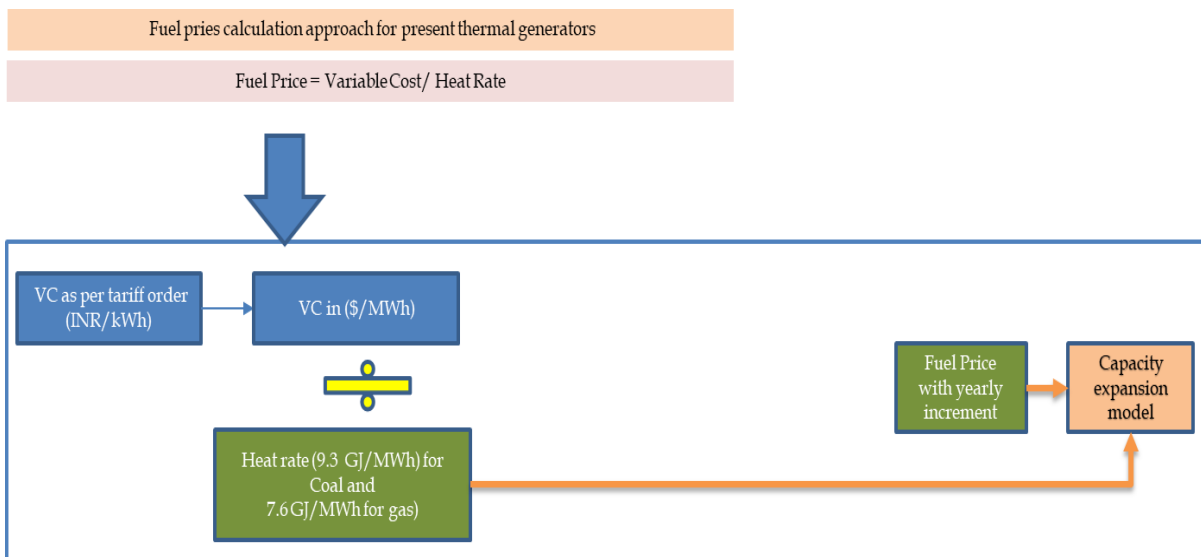 Fuel pries calculation approach for present thermal generators
Fuel Price = Variable Cost/ Heat Rate
VC as per tariff order
(INR/kWh)
VC in ($/MWh)
Fuel Price
with yearly
increment
Capacity
expansion
model
Heat rate (9.3 GJ/MWh) for
Coal and
7.6 GJ/MWh for gas)